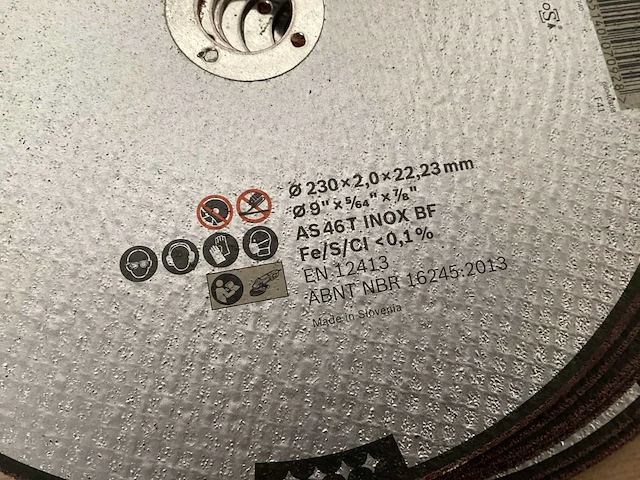 Ø 230×2,0×22,23 mm
Ø 9" × 5/64" × 7/8"
AS 46T INOX BF
Fe/S/Cl <0,1%
EN 12413
ABNT NBR 16245:2013
Made in Slovenia